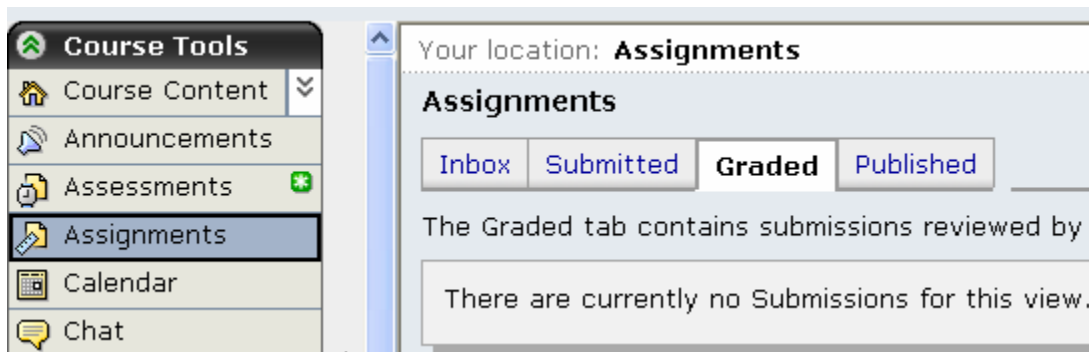 Course Tools
Course Content
Announcements
Assessments
Assignments
Calendar
Chat
Your location: Assignments
Assignments
Inbox Submitted Graded Published
The Graded tab contains submissions reviewed by
There are currently no Submissions for this view.